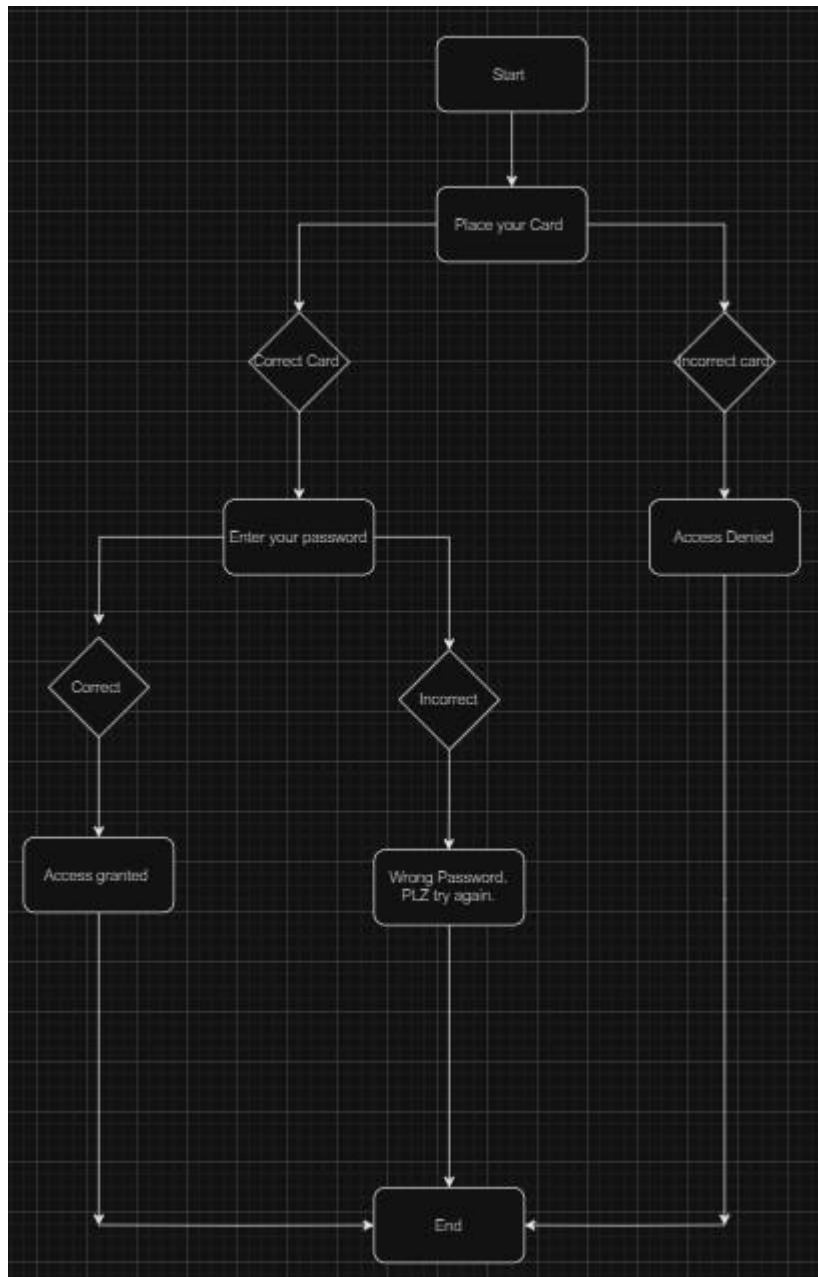 Start
Place your Card
Correct Card
Incorrect card
Enter your password
Access Denied
Correct
Incorrect
Access granted
Wrong Password.
PLZ try again.
End